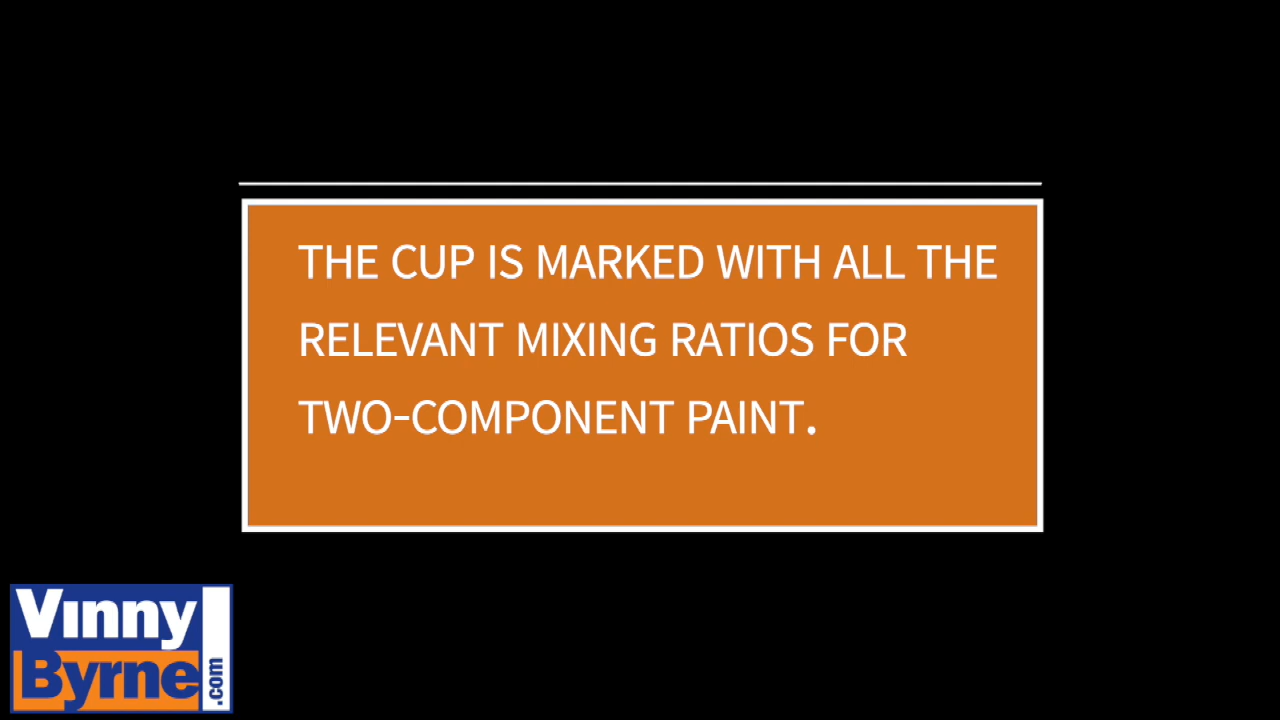 THE CUP IS MARKED WITH ALL THE
RELEVANT MIXING RATIOS FOR
TWO-COMPONENT PAINT.
Vinny
Byrne
.com